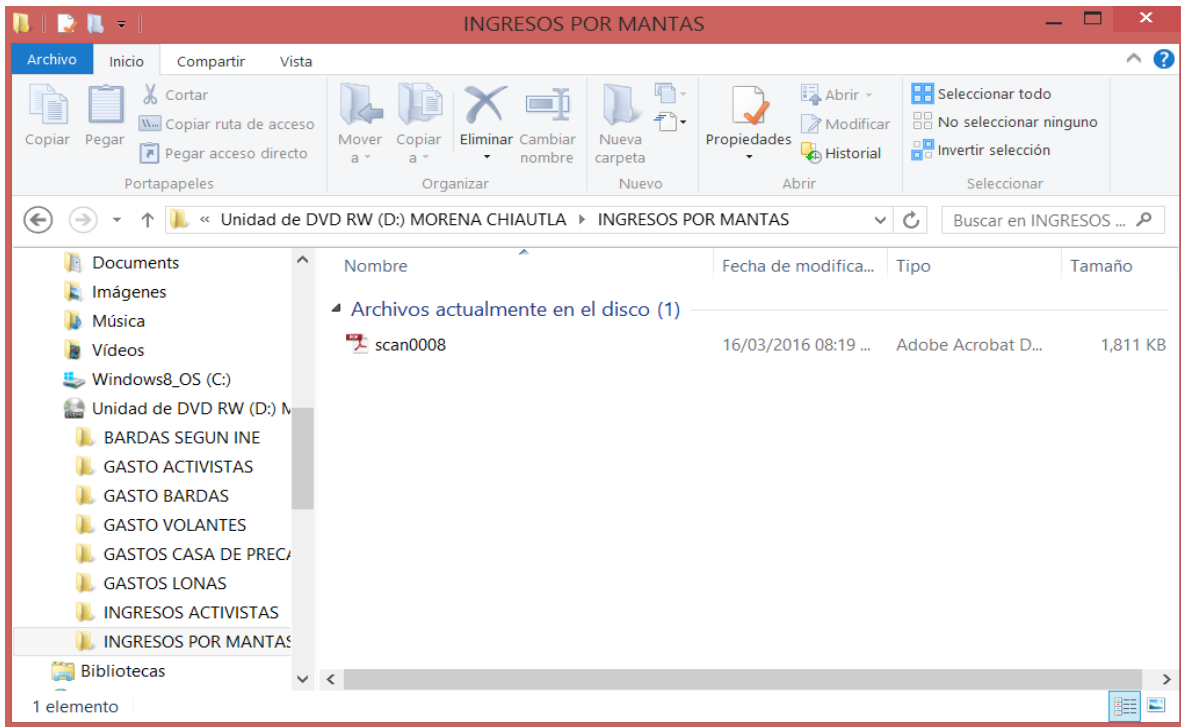 INGRESOS POR MANTAS
Archivo Inicio Compartir Vista
Copiar
Pegar
Cortar
Copiar ruta de acceso
Pegar acceso directo
Portapapeles
Mover a
Copiar a
Eliminar
Cambiar nombre
Organizar
Nueva carpeta
Nuevo
Propiedades
Abrir
Modificar
Historial
Abrir
Seleccionar todo
No seleccionar ninguno
Invertir selección
Seleccionar
« Unidad de DVD RW (D:) MORENA CHIAUTLA INGRESOS POR MANTAS
Buscar en INGRESOS ...
Documents
Imágenes
Música
Vídeos
Windows8_OS (C:)
Unidad de DVD RW (D:) M
BARDAS SEGUN INE
GASTO ACTIVISTAS
GASTO BARDAS
GASTO VOLANTES
GASTOS CASA DE PRECA
GASTOS LONAS
INGRESOS ACTIVISTAS
INGRESOS POR MANTAS
Bibliotecas
Nombre Fecha de modifica... Tipo Tamaño
Archivos actualmente en el disco (1)
scan0008 16/03/2016 08:19 ... Adobe Acrobat D... 1,811 KB
1 elemento